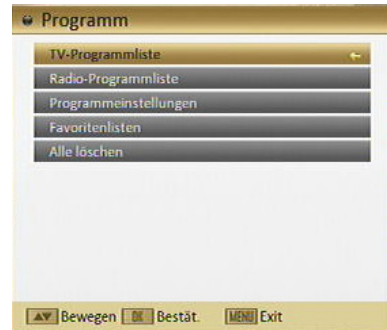 Programm
TV-Programmliste
Radio-Programmliste
Programmeinstellungen
Favoritenlisten
Alle löschen
▲▼ Bewegen OK Bestät. MENU Exit